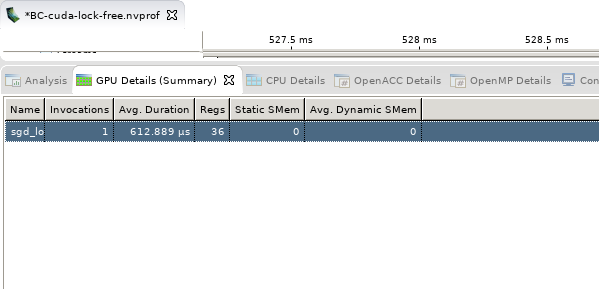 *BC-cuda-lock-free.nvprof
527.5 ms 528 ms 528.5 ms
Analysis GPU Details (Summary) CPU Details OpenACC Details OpenMP Details Con
Name Invocations Avg. Duration Regs Static SMem Avg. Dynamic SMem
sgd_lo 1 612.889 µs 36 0 0